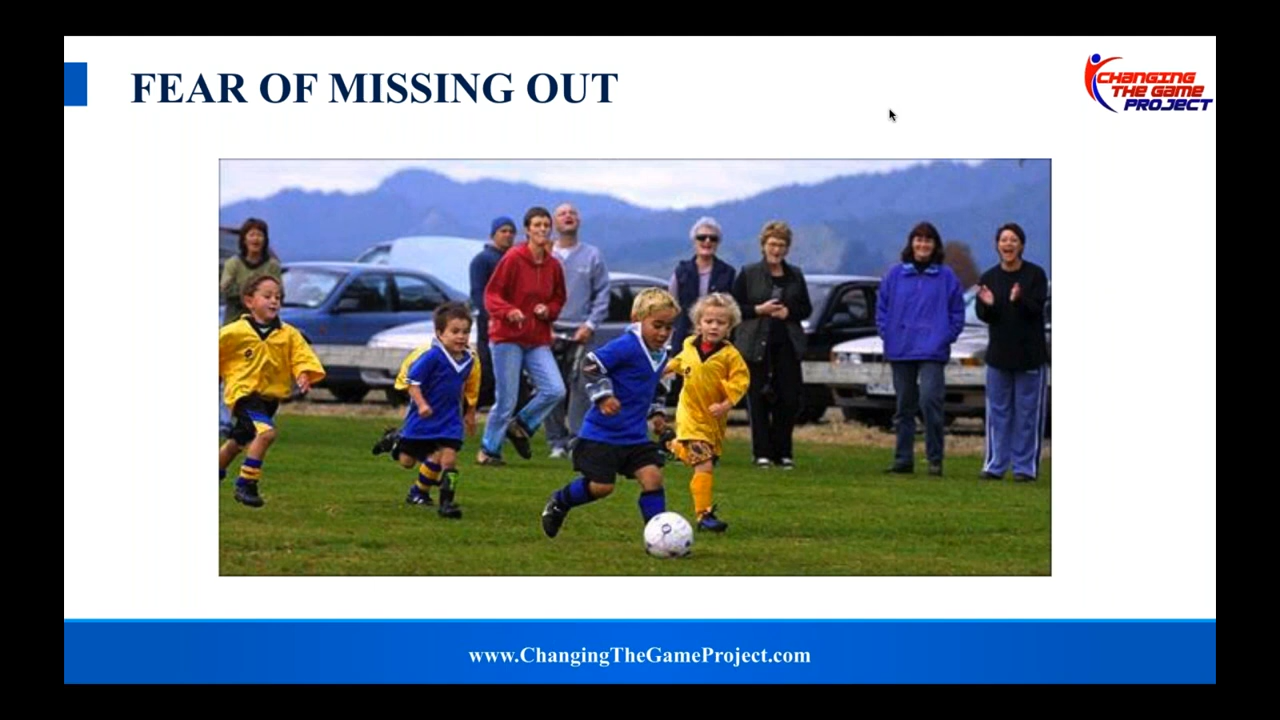 FEAR OF MISSING OUT
CHANGING
THE GAME
PROJECT
www.ChangingTheGameProject.com